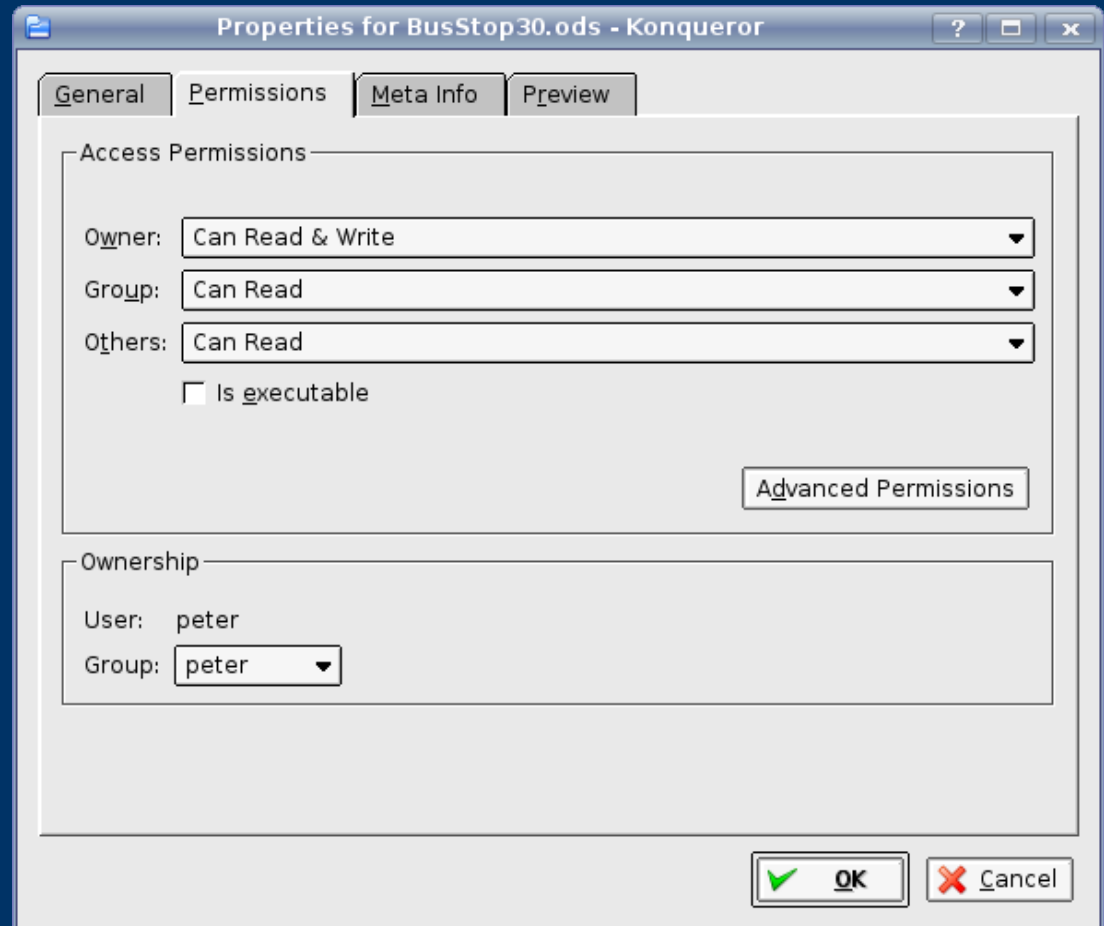 Properties for BusStop30.ods - Konqueror ?
General Permissions Meta Info Preview
Access Permissions
Owner: Can Read & Write
Group: Can Read
Others: Can Read
Is executable
Advanced Permissions
Ownership
User: peter
Group: peter
OK Cancel